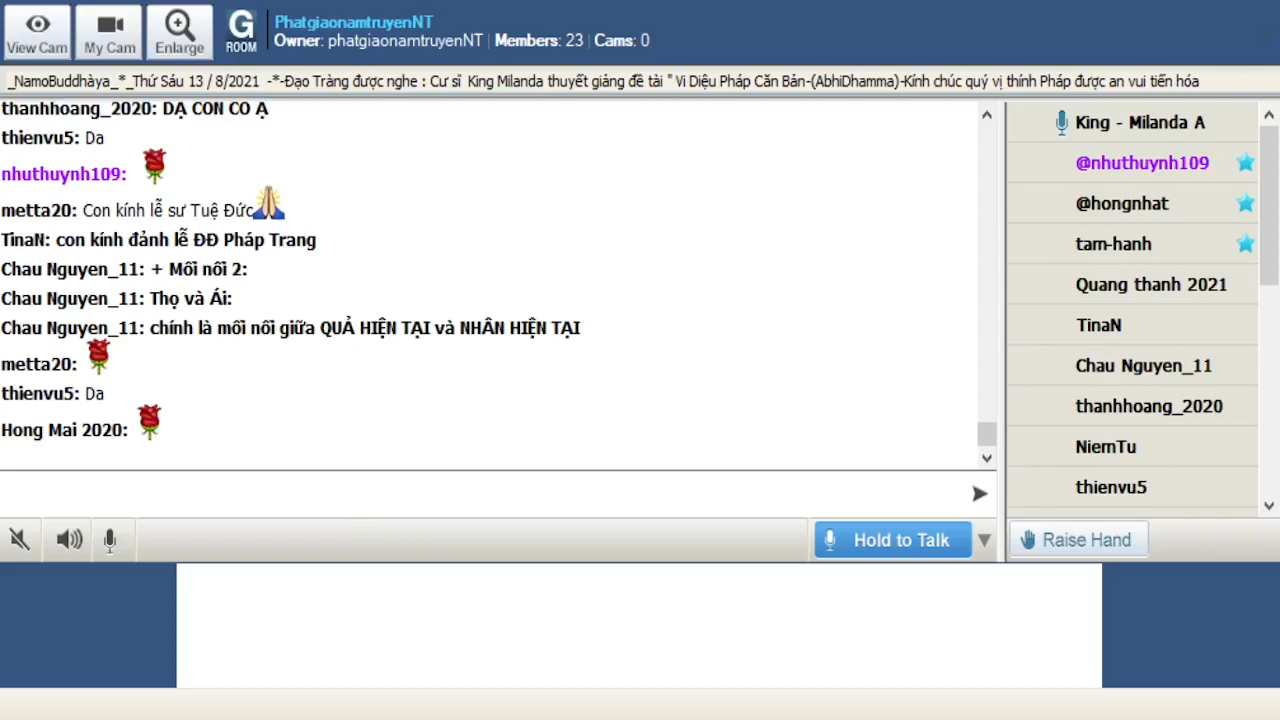 View Cam
My Cam
Enlarge
G
ROOM
PhatgiaonamtruyenNT
Owner: phatgiaonamtruyenNT | Members: 23 | Cams: 0
_NamoBuddhàya_*_Thứ Sáu 13 / 8/2021 -*-Đạo Tràng được nghe : Cư sĩ King Milanda thuyết giảng đề tài " Vi Diệu Pháp Căn Bản-(AbhiDhamma)-Kính chúc quý vị thính Pháp được an vui tiến hóa
thanhhoang_2020: DẠ CON CO Ạ
thienvu5: Da
nhuthuynh109:
metta20: Con kính lễ sư Tuệ Đức
TinaN: con kính đảnh lễ ĐĐ Pháp Trang
Chau Nguyen_11: + Mối nối 2:
Chau Nguyen_11: Thọ và Ái:
Chau Nguyen_11: chính là mối nối giữa QUẢ HIỆN TẠI và NHÂN HIỆN TẠI
metta20:
thienvu5: Da
Hong Mai 2020:
King - Milanda A
@nhuthuynh109
@hongnhat
tam-hanh
Quang thanh 2021
TinaN
Chau Nguyen_11
thanhhoang_2020
NiemTu
thienvu5
Hold to Talk
Raise Hand